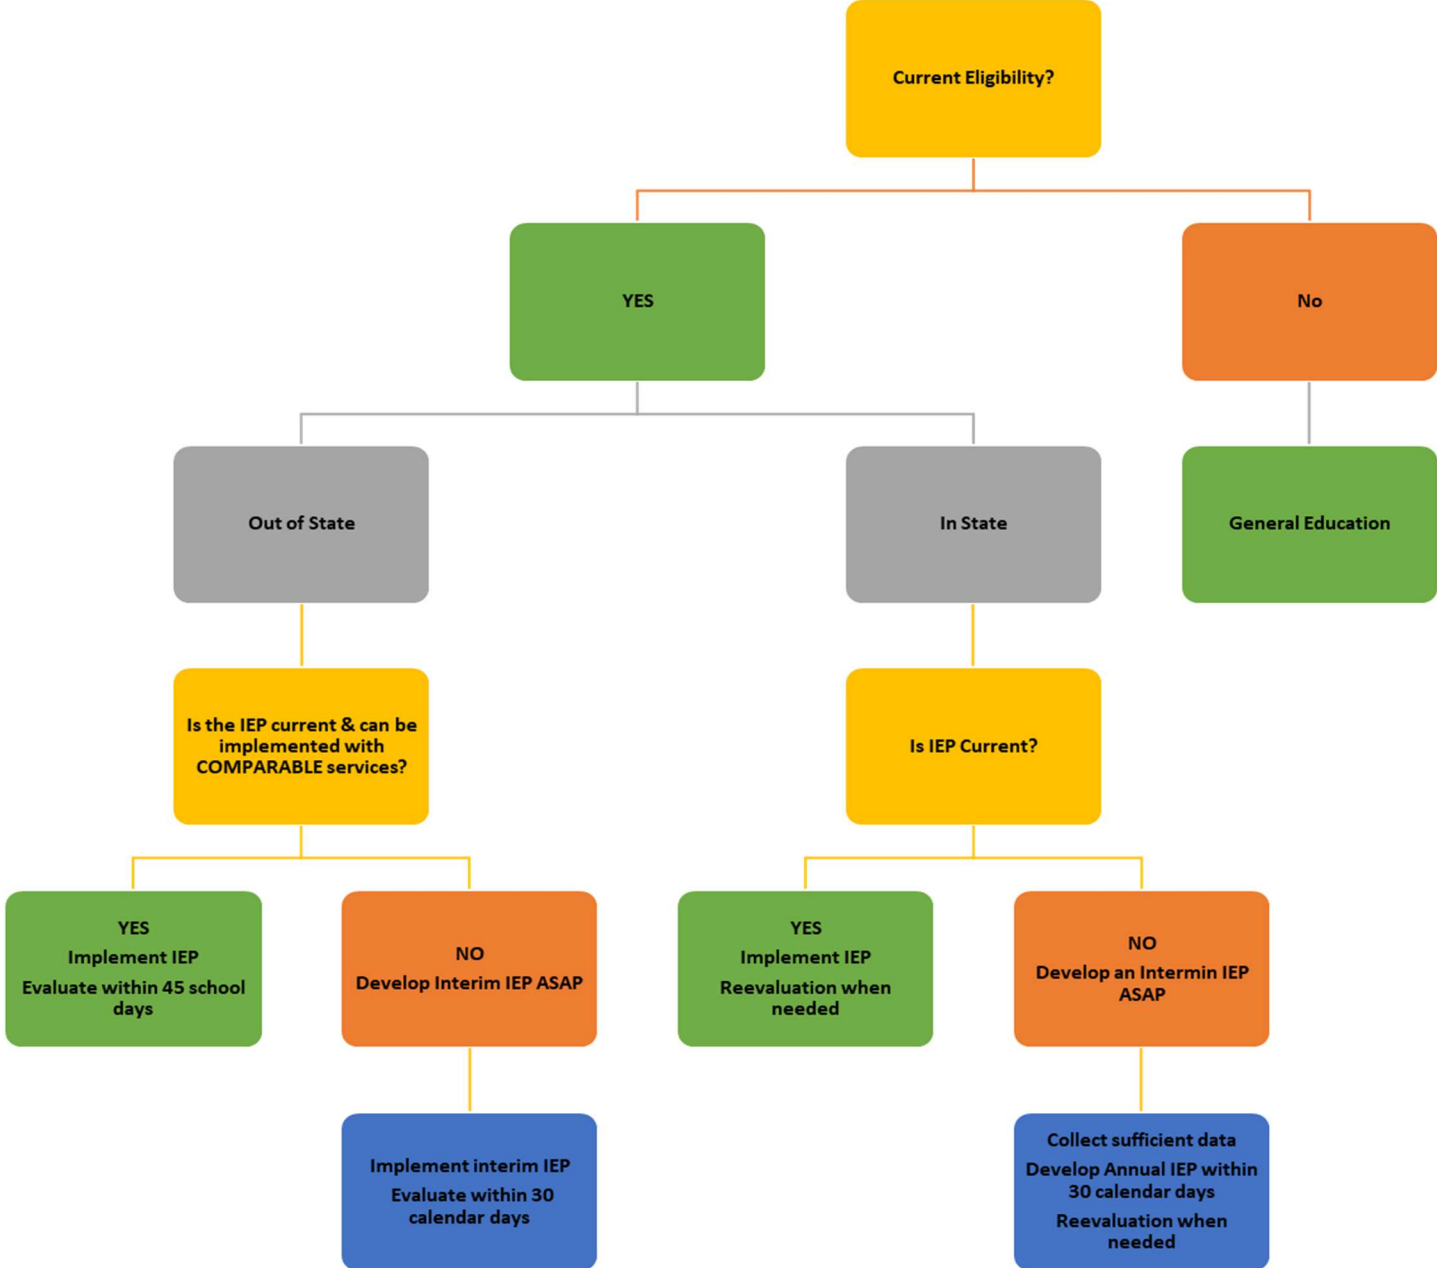 Current Eligibility?
YES
No
Out of State
In State
General Education
Is the IEP current & can be
implemented with
COMPARABLE services?
Is IEP Current?
YES
Implement IEP
Evaluate within 45 school
days
NO
Develop Interim IEP ASAP
YES
Implement IEP
Reevaluation when
needed
NO
Develop an Intermin IEP
ASAP
Implement interim IEP
Evaluate within 30
calendar days
Collect sufficient data
Develop Annual IEP within
30 calendar days
Reevaluation when
needed